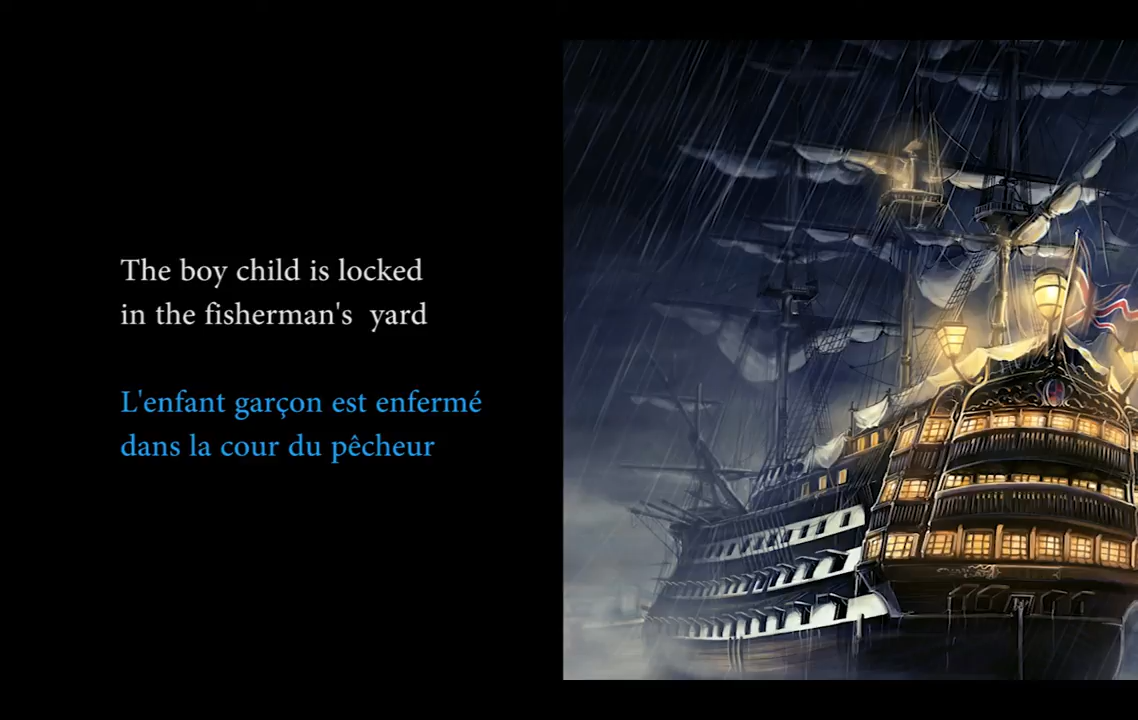 The boy child is locked
in the fisherman's  yard
L'enfant garçon est enfermé
dans la cour du pêcheur